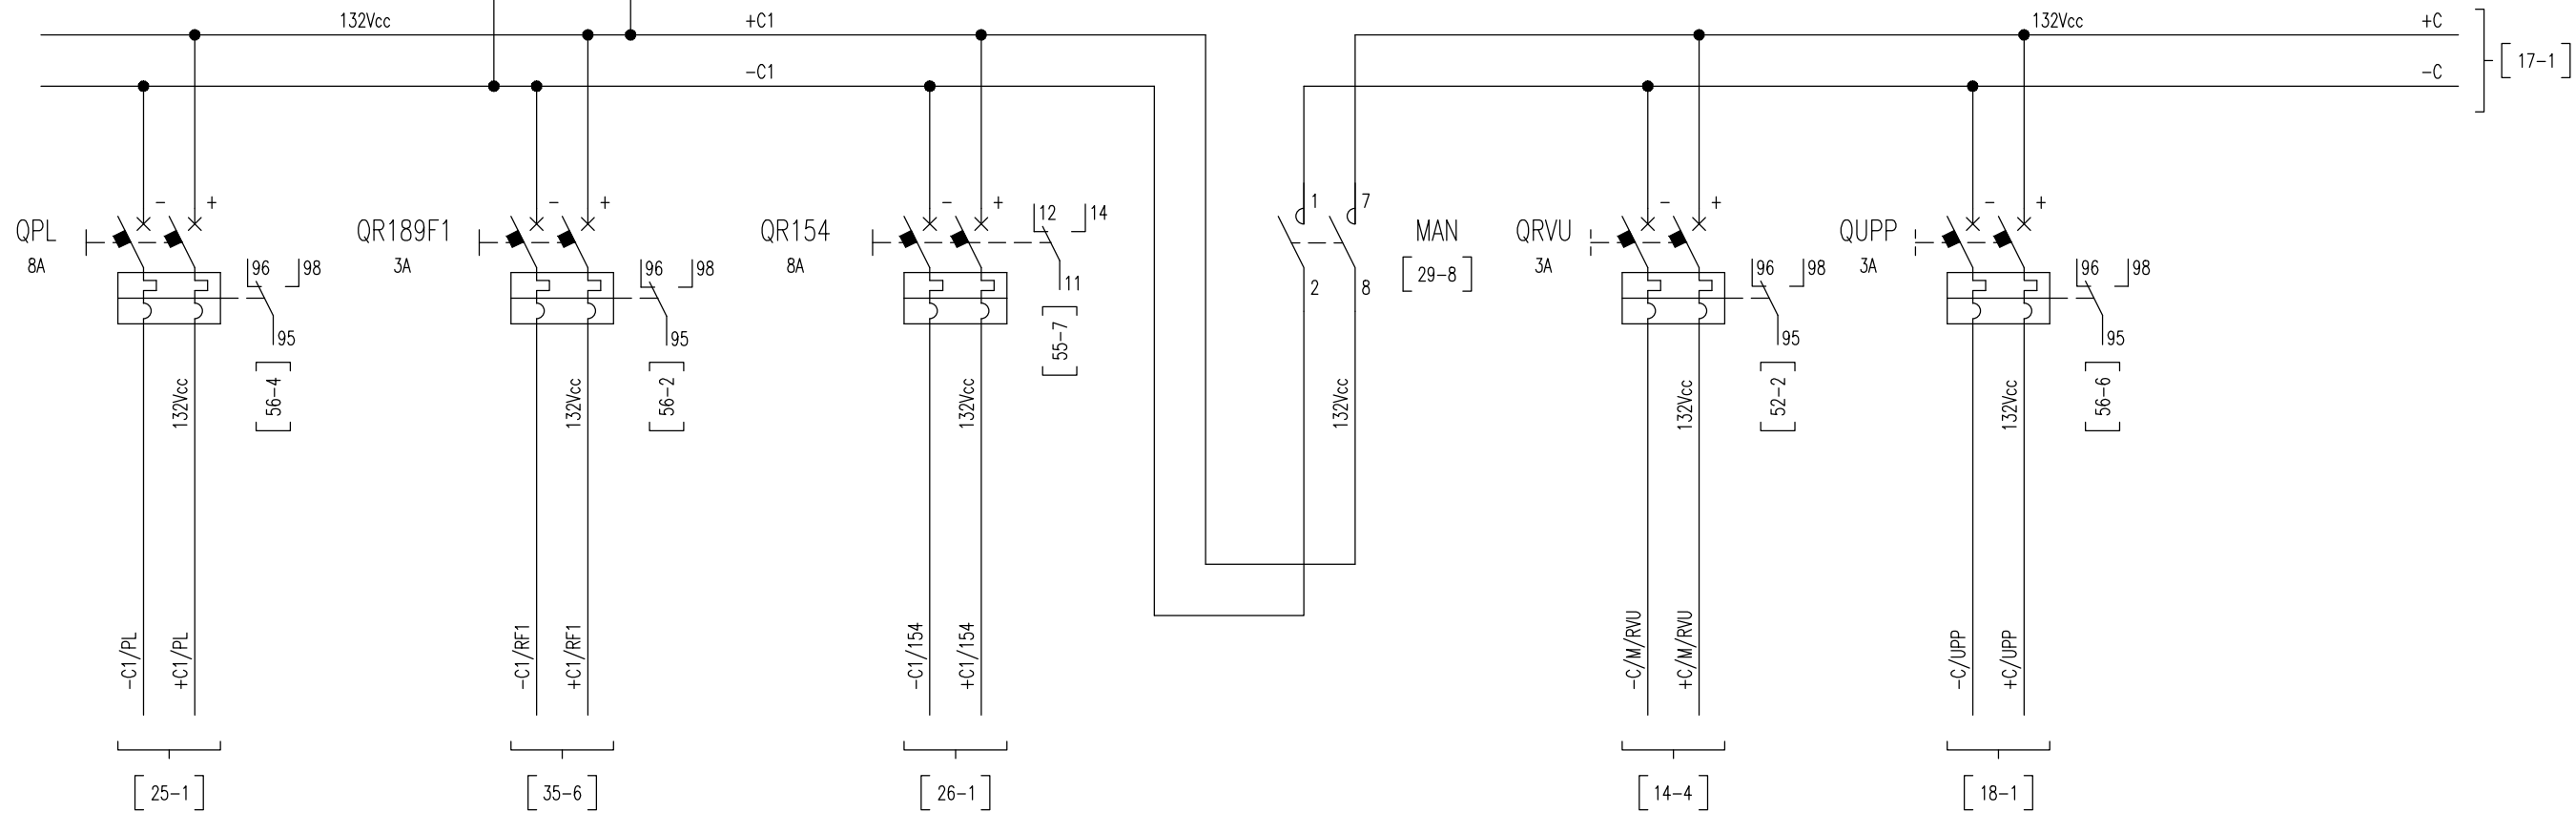 132Vcc +C1 132Vcc +C
-C1 -C
[17-1]
QPL - +
8A
96 98
95
[56-4]
132Vcc
-C1/PL +C1/PL
[25-1]
QR189F1 - +
3A
96 98
95
[56-2]
132Vcc
-C1/RF1 +C1/RF1
[35-6]
QR154 - +
8A
12 14
11
[55-7]
132Vcc
-C1/154 +C1/154
[26-1]
1 7
MAN
[29-8]
2 8
132Vcc
QRVU - +
3A
96 98
95
[52-2]
132Vcc
-C/M/RVU +C/M/RVU
[14-4]
QUPP - +
3A
96 98
95
[56-6]
132Vcc
-C/UPP +C/UPP
[18-1]